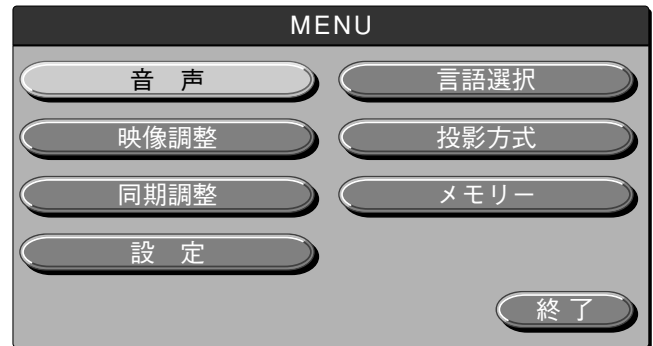 MENU
音 声
言語選択
映像調整
投影方式
同期調整
メモリー
設 定
終 了